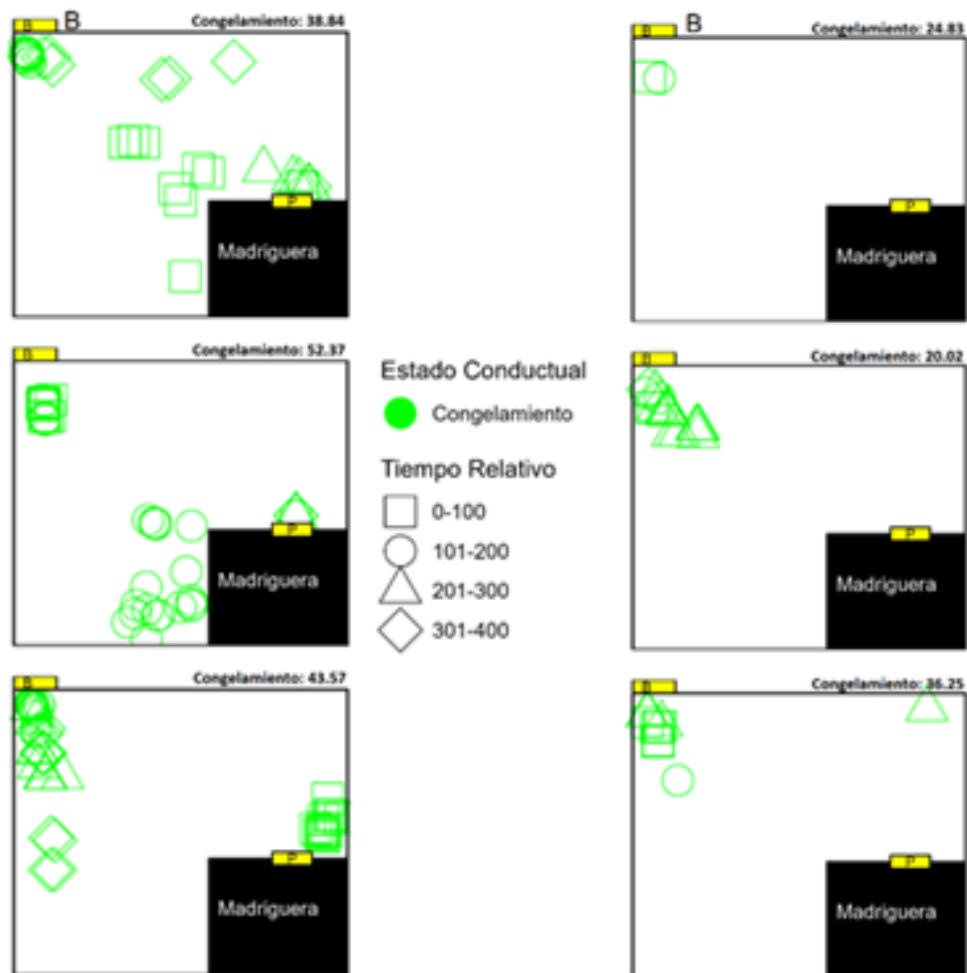 B
B
Congelamiento: 38.84
P
Madriguera
B
B
Congelamiento: 24.83
P
Madriguera
B
Congelamiento: 52.37
P
Madriguera
Estado Conductual
Congelamiento
Tiempo Relativo
0-100
101-200
201-300
301-400
B
Congelamiento: 20.02
P
Madriguera
B
Congelamiento: 43.57
P
Madriguera
B
Congelamiento: 36.25
P
Madriguera